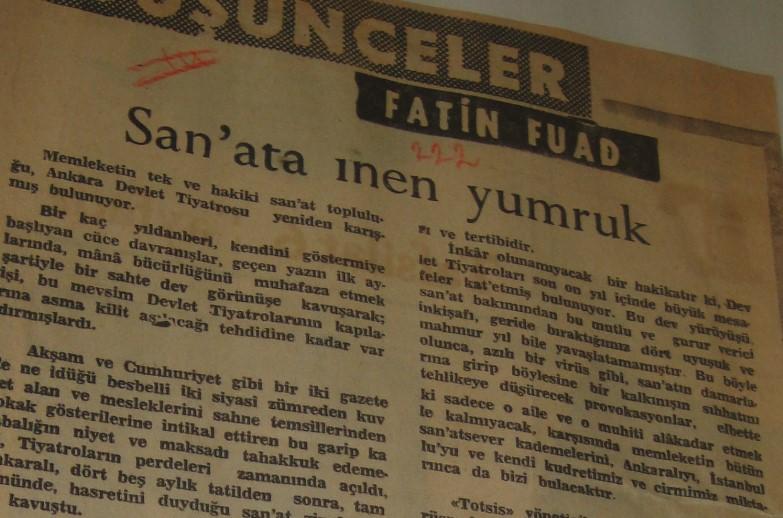 DÜŞÜNCELER
FATİN FUAD
222
San'ata inen yumruk
Memleketin tek ve hakiki san'at toplulu-
ğu, Ankara Devlet Tiyatrosu yeniden karış-
mış bulunuyor.
Bir kaç yıldanberi, kendini göstermiye
başlıyan cüce davranışlar, geçen yazın ilk ay-
larında, mânâ bücürlüğünü muhafaza etmek
şartiyle bir sahte dev görünüşe kavuşarak;
işi, bu mevsim Devlet Tiyatrolarının kapıla-
rına asma kilit tehdidine kadar var
dırmışlardı.
Akşam ve Cumhuriyet gibi bir iki gazete
ne idüğü besbelli iki siyasî zümreden kuv
et alan ve mesleklerini sahne temsillerinden
okak gösterilerine intikal ettiren bu garip ka
balığın niyet ve maksadı tahakkuk edeme-
Tiyatroların perdeleri zamanında açıldı,
nkaralı, dört beş aylık tatilden sonra, tam
münde, hasretini duyduğu san'at
kavuştu.
rı ve tertibidir.
İnkâr olunamıyacak bir hakikatır ki, Dev
let Tiyatroları son on yıl içinde büyük mesa-
feler kat'etmiş bulunuyor. Bu dev yürüyüşü,
san'at bakımından bu mutlu ve gurur verici
inkişafı, geride bıraktığımız dört uyuşuk ve
mahmur yıl bile yavaşlatamamıştır. Bu böyle
olunca, azılı bir virüs gibi, san'atın damarla-
rına girip böylesine bir kalkınışın sıhhatini
tehlikeye düşürecek provokasyonlar, elbette
ki sadece o aile ve o muhiti alâkadar etmek
le kalmıyacak, karşısında memleketin bütün
san'atsever kademelerini, Ankaralıyı, İstanbul
lu'yu ve kendi kudretimiz ve cirmimiz mikta-
rınca da bizi bulacaktır.
«Totsis»